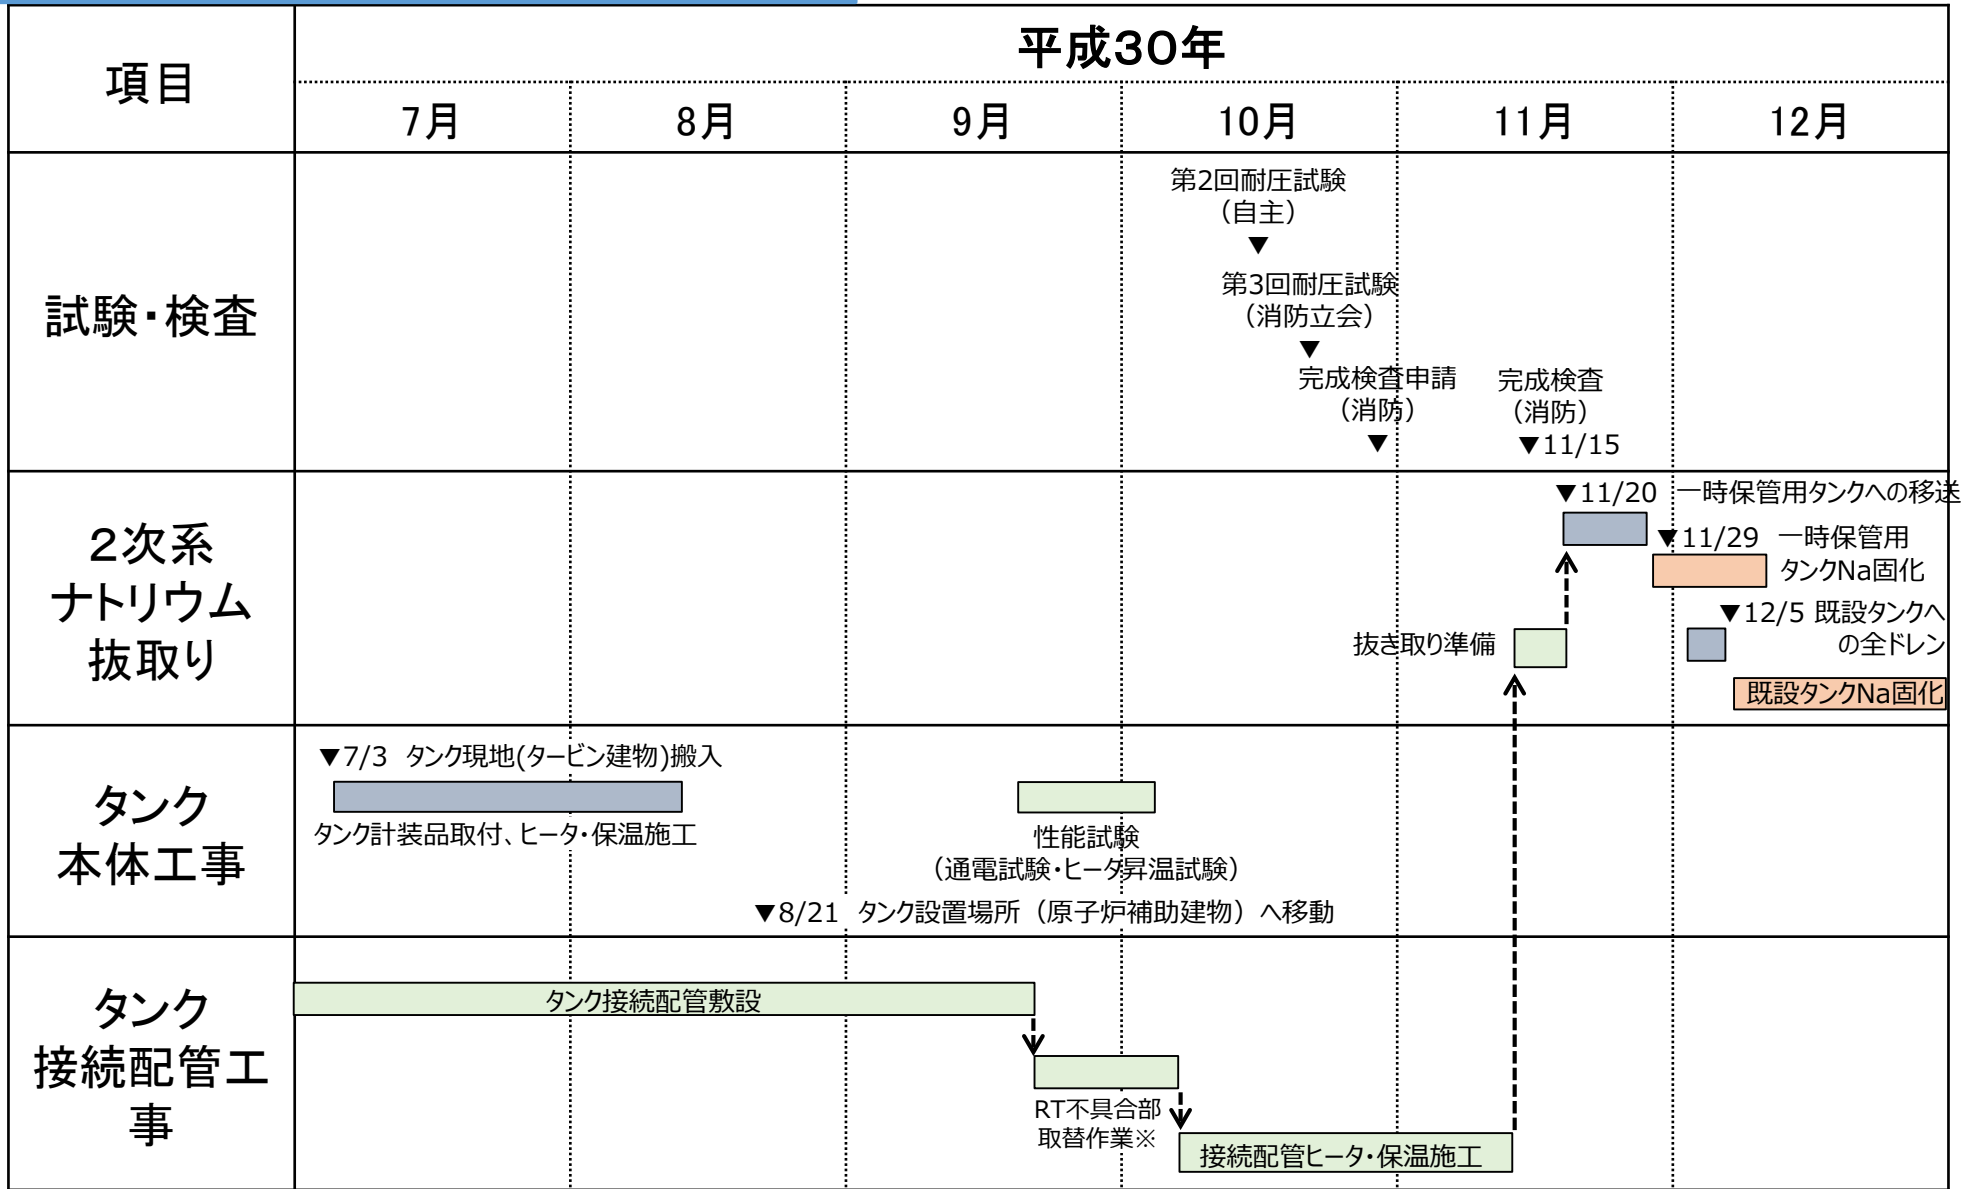 項目
平成30年
7月
8月
9月
10月
11月
12月
試験・検査
第2回耐圧試験
（自主）
▼
第3回耐圧試験
（消防立会）
▼
完成検査申請
（消防）
▼
完成検査
（消防）
▼11/15
2次系
ナトリウム
抜取り
▼11/20 一時保管用タンクへの移送
▼11/29 一時保管用
タンクNa固化
▼12/5 既設タンクへ
の全ドレン
抜き取り準備
既設タンクNa固化
タンク
本体工事
▼7/3 タンク現地(タービン建物)搬入
タンク計装品取付、ヒータ・保温施工
性能試験
（通電試験・ヒータ昇温試験）
▼8/21 タンク設置場所（原子炉補助建物）へ移動
タンク
接続配管工
事
タンク接続配管敷設
RT不具合部
取替作業※
接続配管ヒータ・保温施工